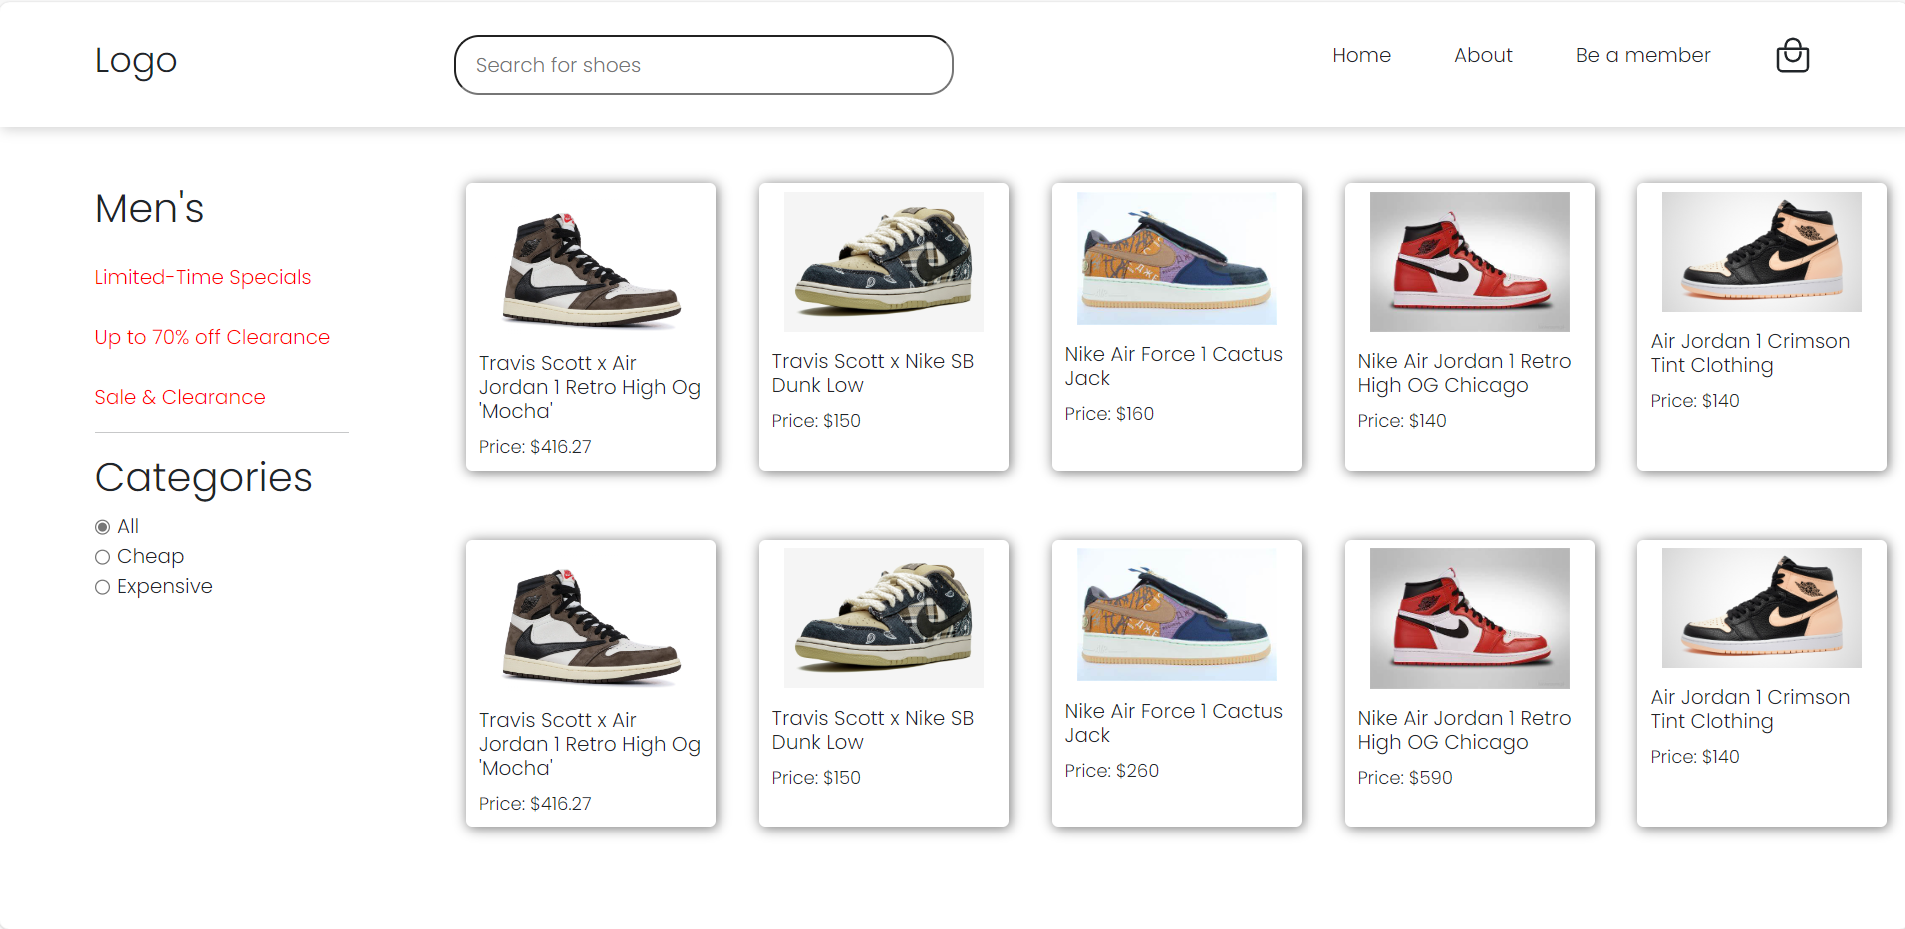 Logo
Search for shoes
Home
About
Be a member
Men's
Limited-Time Specials
Up to 70% off Clearance
Sale & Clearance
Categories
All
Cheap
Expensive
Travis Scott x Air
Jordan 1 Retro High Og
'Mocha'
Price: $416.27
Travis Scott x Nike SB
Dunk Low
Price: $150
Nike Air Force 1 Cactus
Jack
Price: $160
Nike Air Jordan 1 Retro
High OG Chicago
Price: $140
Air Jordan 1 Crimson
Tint Clothing
Price: $140
Travis Scott x Air
Jordan 1 Retro High Og
'Mocha'
Price: $416.27
Travis Scott x Nike SB
Dunk Low
Price: $150
Nike Air Force 1 Cactus
Jack
Price: $260
Nike Air Jordan 1 Retro
High OG Chicago
Price: $590
Air Jordan 1 Crimson
Tint Clothing
Price: $140